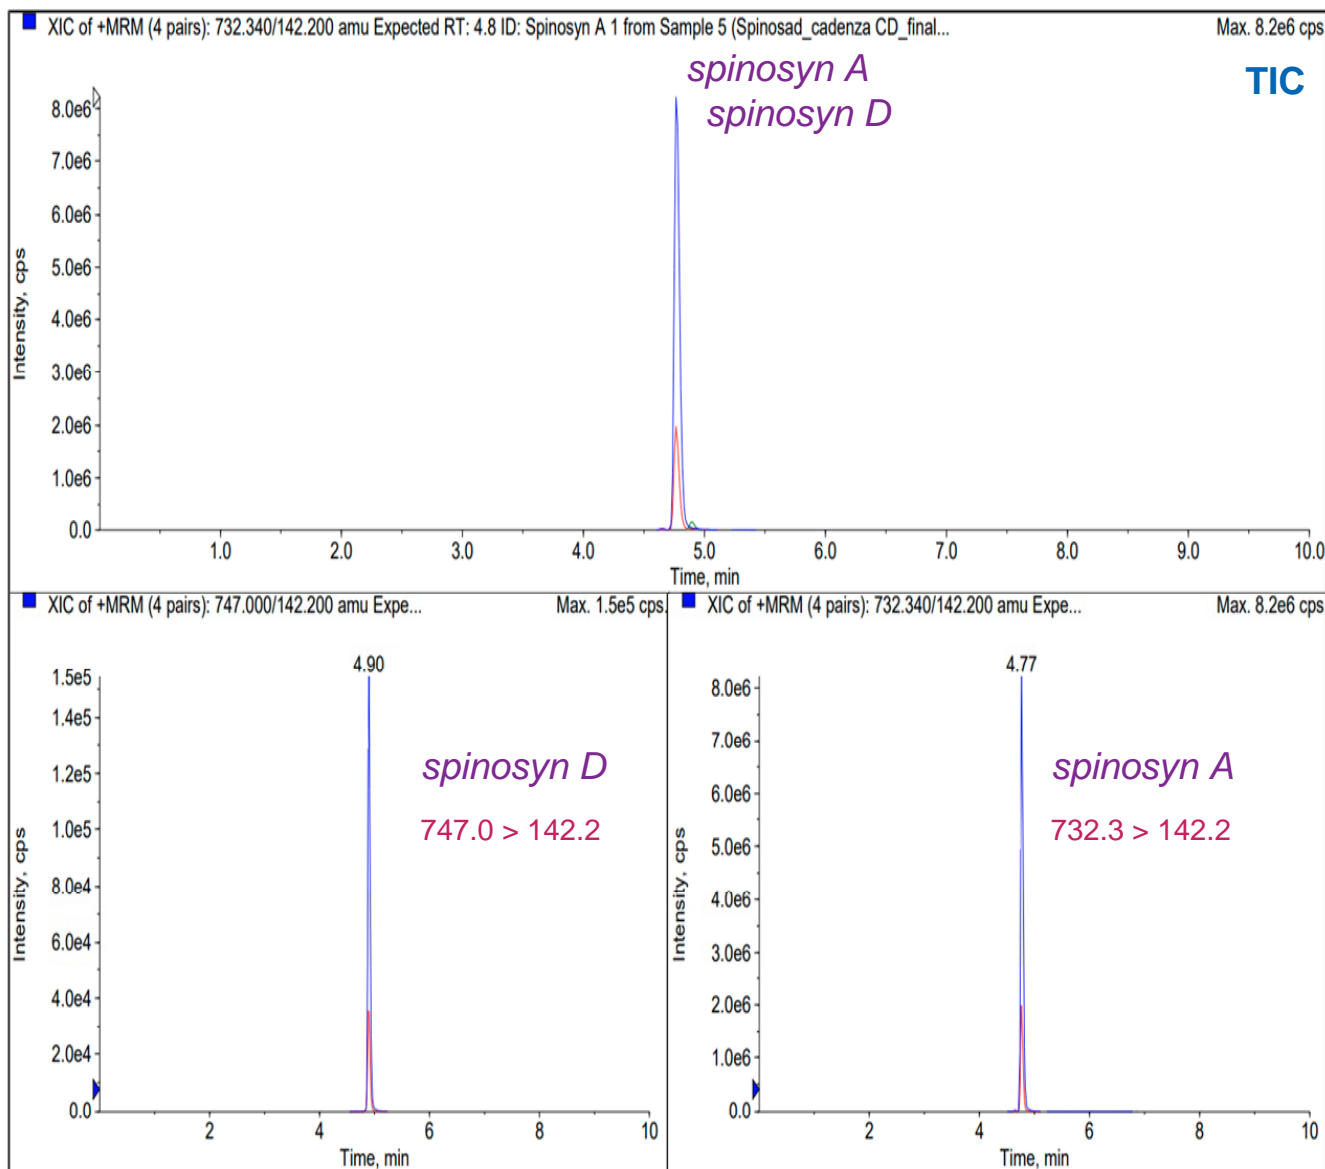 XIC of +MRM (4 pairs): 732.340/142.200 amu Expected RT: 4.8 ID: Spinosyn A 1 from Sample 5 (Spinosad_cadenza CD_final... Max. 8.2e6 cps
spinosyn A
spinosyn D
TIC
Intensity, cps
8.0e6
7.0e6
6.0e6
5.0e6
4.0e6
3.0e6
2.0e6
1.0e6
0.0
1.0 2.0 3.0 4.0 5.0 6.0 7.0 8.0 9.0 10.0
Time, min
XIC of +MRM (4 pairs): 747.000/142.200 amu Expe... Max. 1.5e5 cps.
4.90
spinosyn D
747.0 > 142.2
Intensity, cps
1.5e5
1.4e5
1.2e5
1.0e5
8.0e4
6.0e4
4.0e4
2.0e4
0.0
2 4 6 8 10
Time, min
XIC of +MRM (4 pairs): 732.340/142.200 amu Expe... Max. 8.2e6 cps
4.77
spinosyn A
732.3 > 142.2
Intensity, cps
8.0e6
7.0e6
6.0e6
5.0e6
4.0e6
3.0e6
2.0e6
1.0e6
0.0
2 4 6 8 10
Time, min